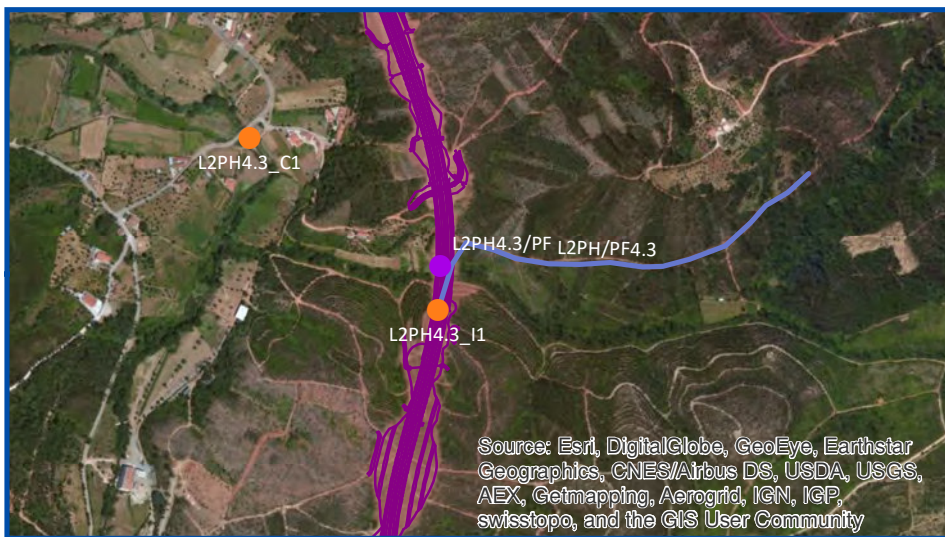 L2PH4.3_C1
L2PH4.3/PF
L2PH/PF4.3
L2PH4.3_I1
Source: Esri, DigitalGlobe, GeoEye, Earthstar
Geographics, CNES/Airbus DS, USDA, USGS,
AEX, Getmapping, Aerogrid, IGN, IGP,
swisstopo, and the GIS User Community